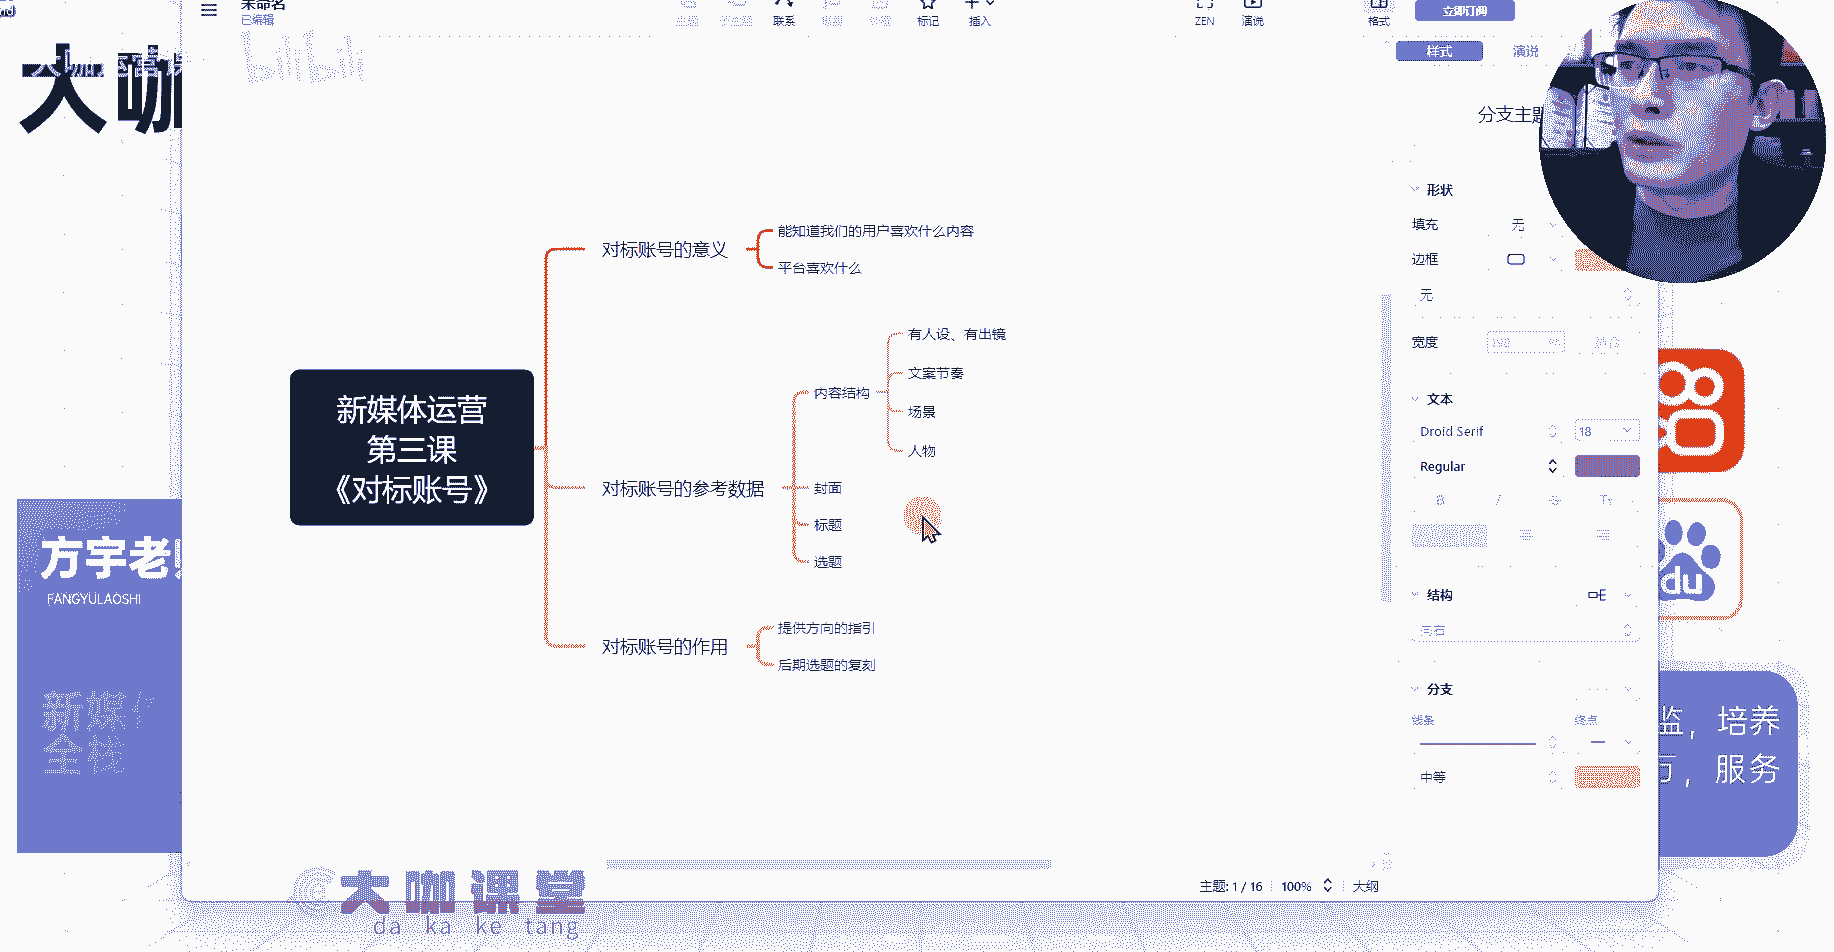 未命名
已编辑
联系
标记
插入
ZEN
演说
格式
立即订阅
bilibili
样式
演说
大咖
分支主题
形状
填充
无
边框
无
宽度
文本
Droid Serif
18
Regular
结构
向右
分支
线条
终点
中等
新媒体运营
第三课
《对标账号》
对标账号的意义
能知道我们的用户喜欢什么内容
平台喜欢什么
对标账号的参考数据
内容结构
有人设、有出镜
文案节奏
场景
人物
封面
标题
选题
对标账号的作用
提供方向的指引
后期选题的复刻
方宇老
FANGYULAOSHI
新媒
全栈
du
监，培养
万，服务
主题: 1 / 16
100%
大纲
大咖课堂
da ka ke tang